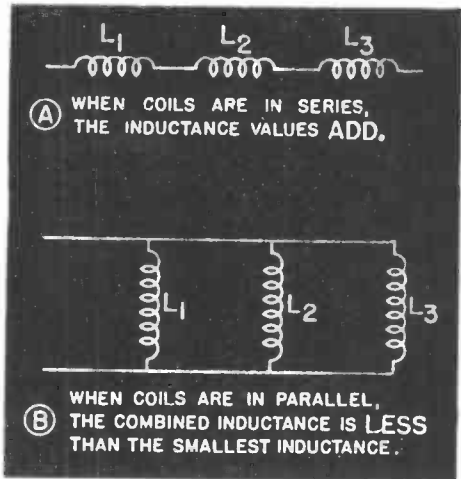 L1 L2 L3
A WHEN COILS ARE IN SERIES,
THE INDUCTANCE VALUES ADD.
L1 L2 L3
WHEN COILS ARE IN PARALLEL,
B THE COMBINED INDUCTANCE IS LESS
THAN THE SMALLEST INDUCTANCE.